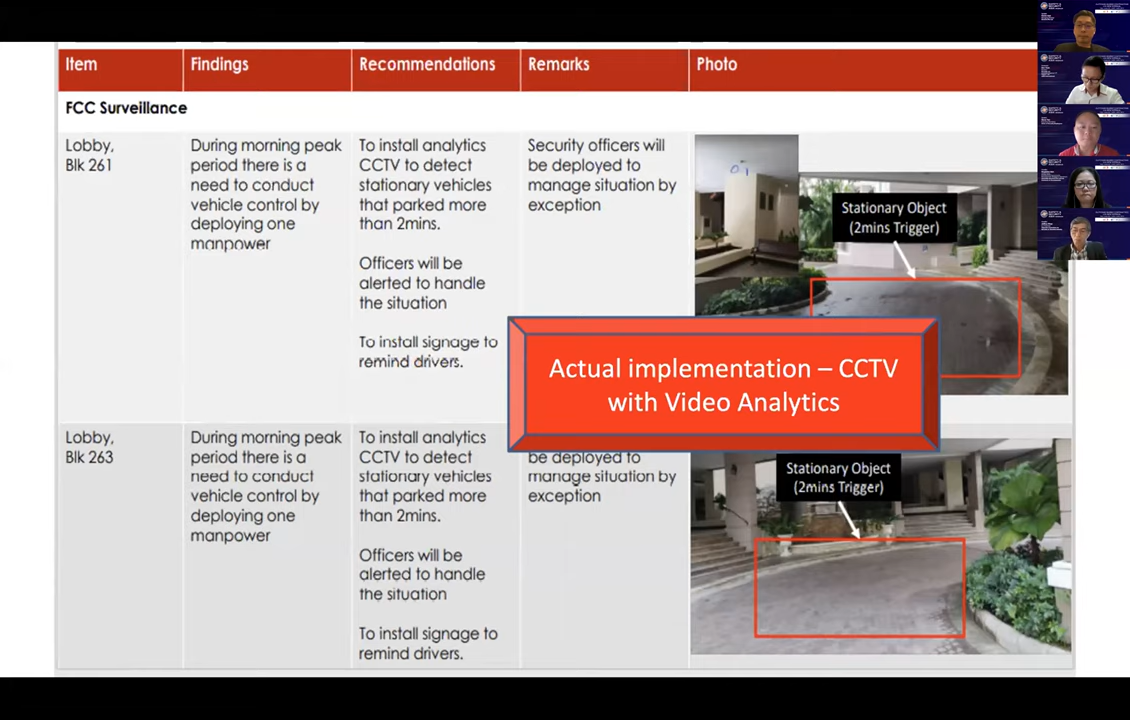 Item
Findings
Recommendations
Remarks
Photo
FCC Surveillance
Lobby,
Blk 261
During morning peak
period there is a
need to conduct
vehicle control by
deploying one
manpower
To install analytics
CCTV to detect
stationary vehicles
that parked more
than 2mins.
Officers will be
alerted to handle
the situation
To install signage to
remind drivers.
Security officers will
be deployed to
manage situation by
exception
Stationary Object
(2mins Trigger)
Actual implementation – CCTV
with Video Analytics
Lobby,
Blk 263
During morning peak
period there is a
need to conduct
vehicle control by
deploying one
manpower
To install analytics
CCTV to detect
stationary vehicles
that parked more
than 2mins.
Officers will be
alerted to handle
the situation
To install signage to
remind drivers.
be deployed to
manage situation by
exception
Stationary Object
(2mins Trigger)